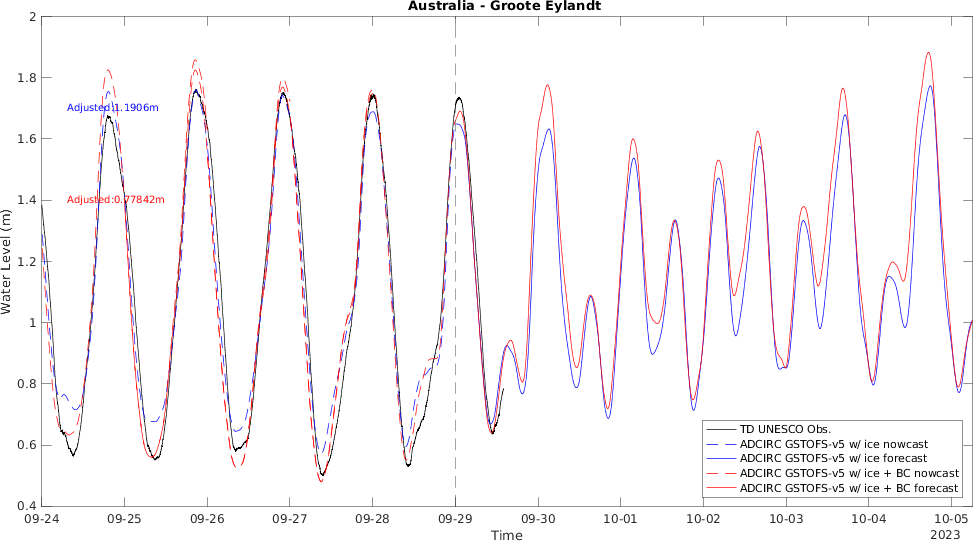 Australia - Groote Eylandt
Water Level (m)
2
1.8
1.6
1.4
1.2
1
0.8
0.6
0.4
Adjusted:1.1906m
Adjusted:0.77842m
TD UNESCO Obs.
ADCIRC GSTOFS-v5 w/ ice nowcast
ADCIRC GSTOFS-v5 w/ ice forecast
ADCIRC GSTOFS-v5 w/ ice + BC nowcast
ADCIRC GSTOFS-v5 w/ ice + BC forecast
09-24 09-25 09-26 09-27 09-28 09-29 09-30 10-01 10-02 10-03 10-04 10-05
2023
Time